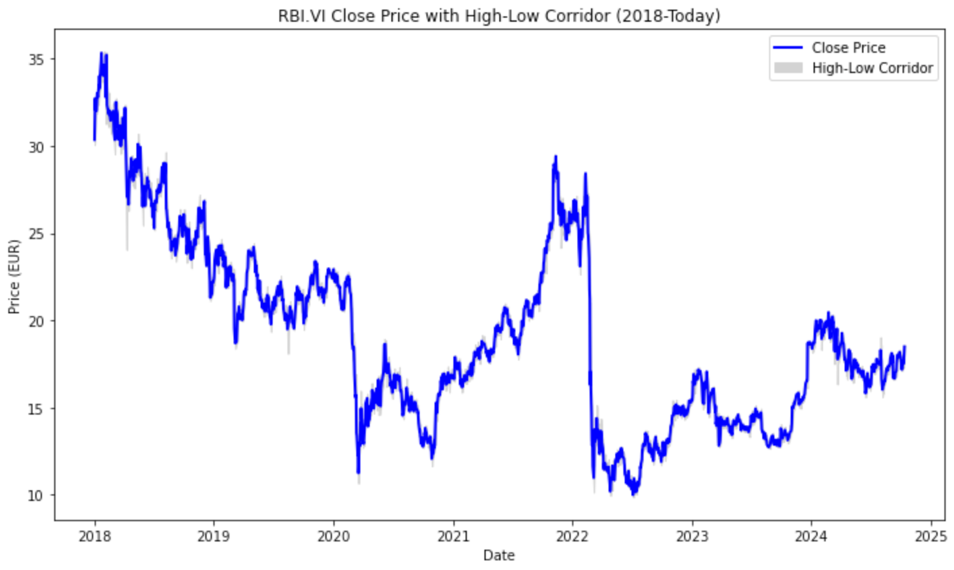 RBI.VI Close Price with High-Low Corridor (2018-Today)
Close Price
High-Low Corridor
Price (EUR)
35
30
25
20
15
10
2018 2019 2020 2021 2022 2023 2024 2025
Date